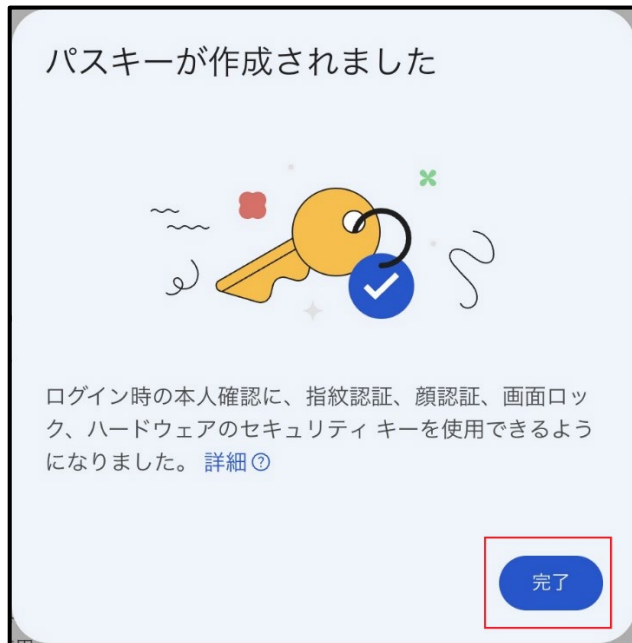 パスキーが作成されました
ログイン時の本人確認に、指紋認証、顔認証、画面ロッ
ク、ハードウェアのセキュリティ キーを使用できるよう
になりました。 詳細
完了